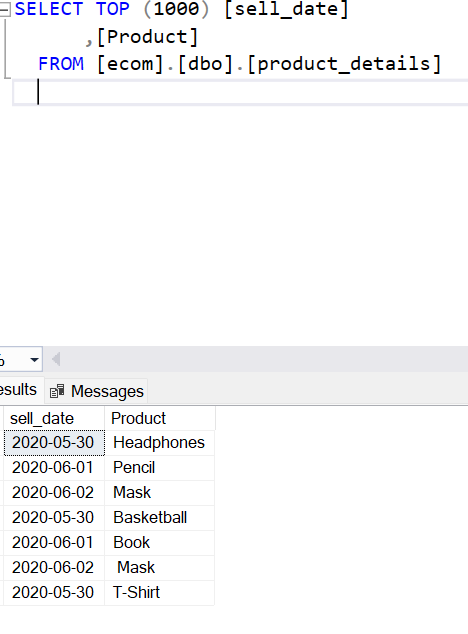 SELECT TOP (1000) [sell_date]
,[Product]
FROM [ecom].[dbo].[product_details]
%
esults Messages
sell_date Product
2020-05-30 Headphones
2020-06-01 Pencil
2020-06-02 Mask
2020-05-30 Basketball
2020-06-01 Book
2020-06-02 Mask
2020-05-30 T-Shirt